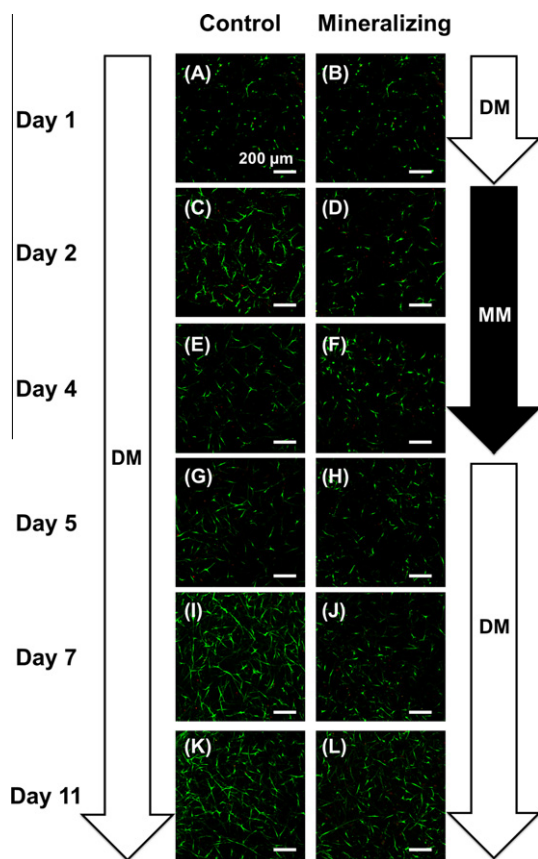 Control Mineralizing
Day 1 (A) (B) DM
200 μm
Day 2 (C) (D)
MM
Day 4 (E) (F)
DM
Day 5 (G) (H)
Day 7 (I) (J) DM
Day 11 (K) (L)